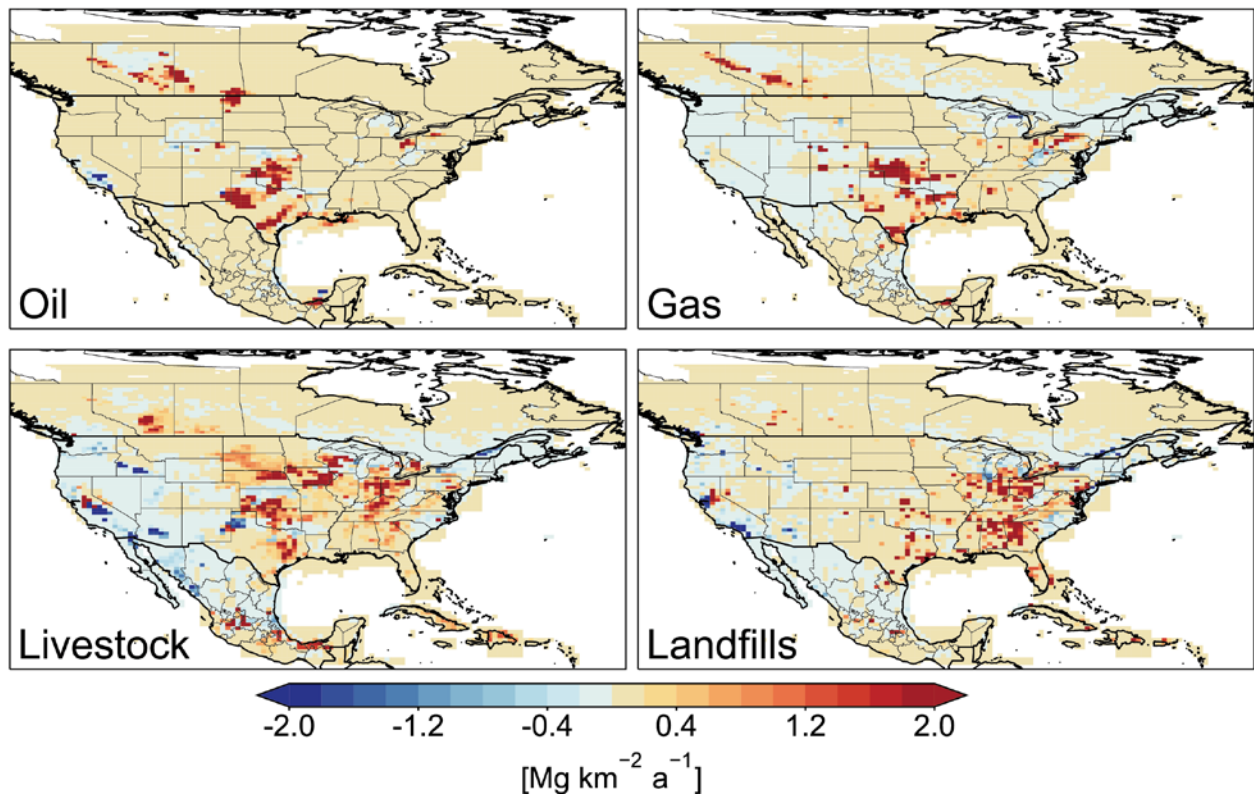 Oil
Gas
Livestock
Landfills
-2.0 -1.2 -0.4 0.4 1.2 2.0
[Mg km⁻² a⁻¹]